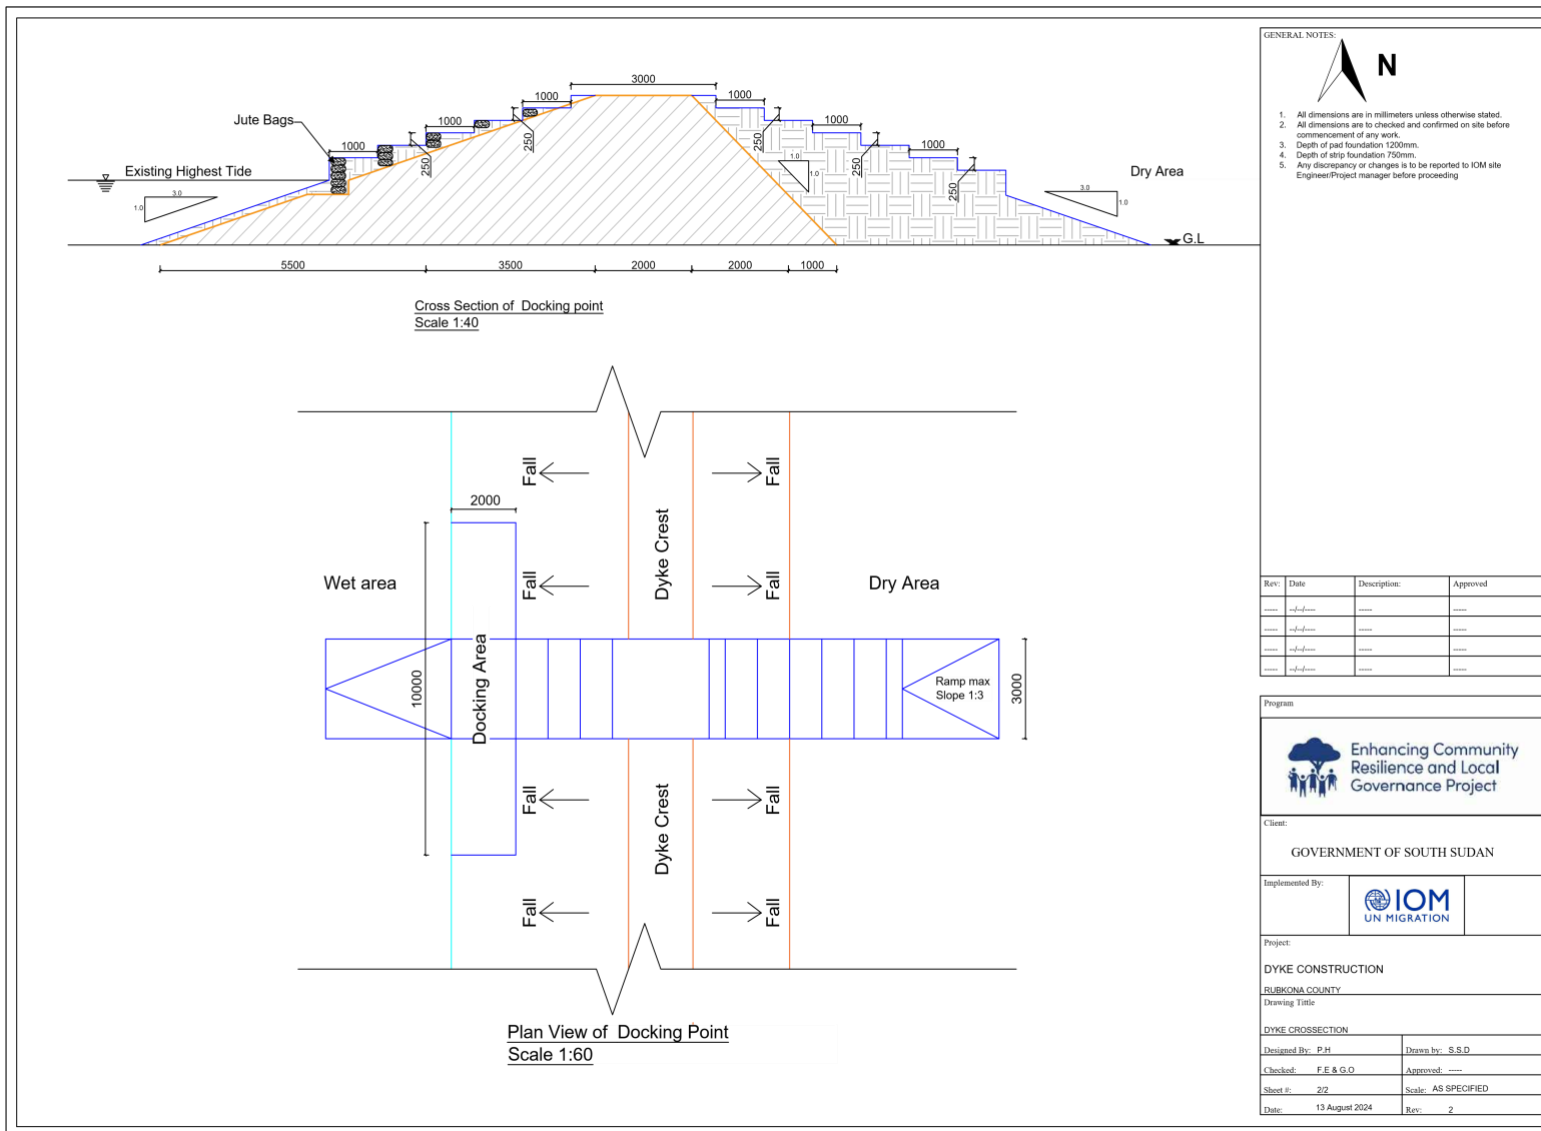 3000
1000
1000
1000
1000
1000
1000
250
250
250
250
250
Jute Bags
Existing Highest Tide
3.0
1.0
1.0
1.0
Dry Area
3.0
1.0
G.L
5500
3500
2000
2000
1000
Cross Section of Docking point
Scale 1:40
Fall
Fall
2000
Dyke Crest
Wet area
Fall
Fall
Dry Area
10000
Docking Area
Ramp max
Slope 1:3
3000
Fall
Dyke Crest
Fall
Fall
Fall
Plan View of Docking Point
Scale 1:60
GENERAL NOTES:
N
1. All dimensions are in millimeters unless otherwise stated.
2. All dimensions are to checked and confirmed on site before
commencement of any work.
3. Depth of pad foundation 1200mm.
4. Depth of strip foundation 750mm.
5. Any discrepancy or changes is to be reported to IOM site
Engineer/Project manager before proceeding
Rev: Date Description: Approved
----- --/--/---- ----- -----
----- --/--/---- ----- -----
----- --/--/---- ----- -----
----- --/--/---- ----- -----
Program
Enhancing Community
Resilience and Local
Governance Project
Client:
GOVERNMENT OF SOUTH SUDAN
Implemented By:
IOM
UN MIGRATION
Project:
DYKE CONSTRUCTION
RUBKONA COUNTY
Drawing Tittle
DYKE CROSSECTION
Designed By: P.H Drawn by: S.S.D
Checked: F.E & G.O Approved: -----
Sheet #: 2/2 Scale: AS SPECIFIED
Date: 13 August 2024 Rev: 2